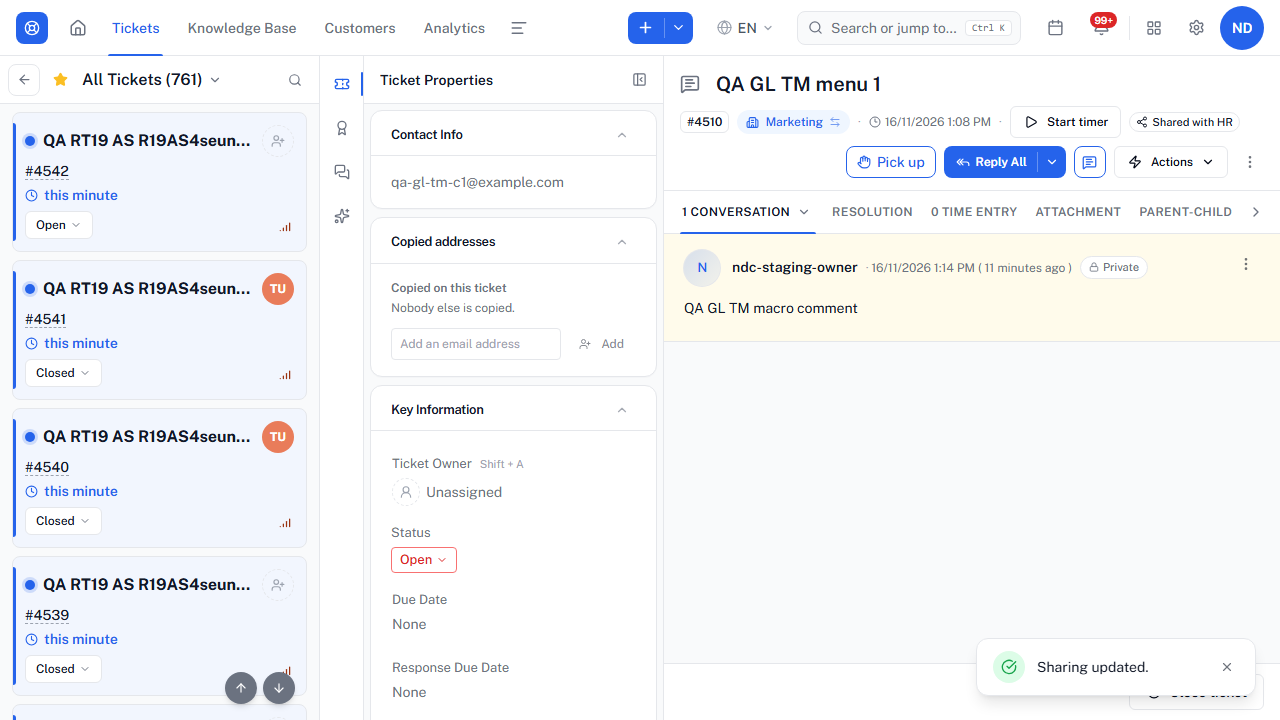 Tickets
Knowledge Base
Customers
Analytics
EN
Search or jump to...
Ctrl K
99+
ND
All Tickets (761)
QA RT19 AS R19AS4seun...
#4542
this minute
Open
QA RT19 AS R19AS4seun...
TU
#4541
this minute
Closed
QA RT19 AS R19AS4seun...
TU
#4540
this minute
Closed
QA RT19 AS R19AS4seun...
#4539
this minute
Closed
Ticket Properties
Contact Info
qa-gl-tm-c1@example.com
Copied addresses
Copied on this ticket
Nobody else is copied.
Add an email address
Add
Key Information
Ticket Owner Shift + A
Unassigned
Status
Open
Due Date
None
Response Due Date
None
QA GL TM menu 1
#4510
Marketing
· 16/11/2026 1:08 PM ·
Start timer
Shared with HR
Pick up
Reply All
Actions
1 CONVERSATION
RESOLUTION
0 TIME ENTRY
ATTACHMENT
PARENT-CHILD
N
ndc-staging-owner
· 16/11/2026 1:14 PM ( 11 minutes ago )
Private
QA GL TM macro comment
Sharing updated.